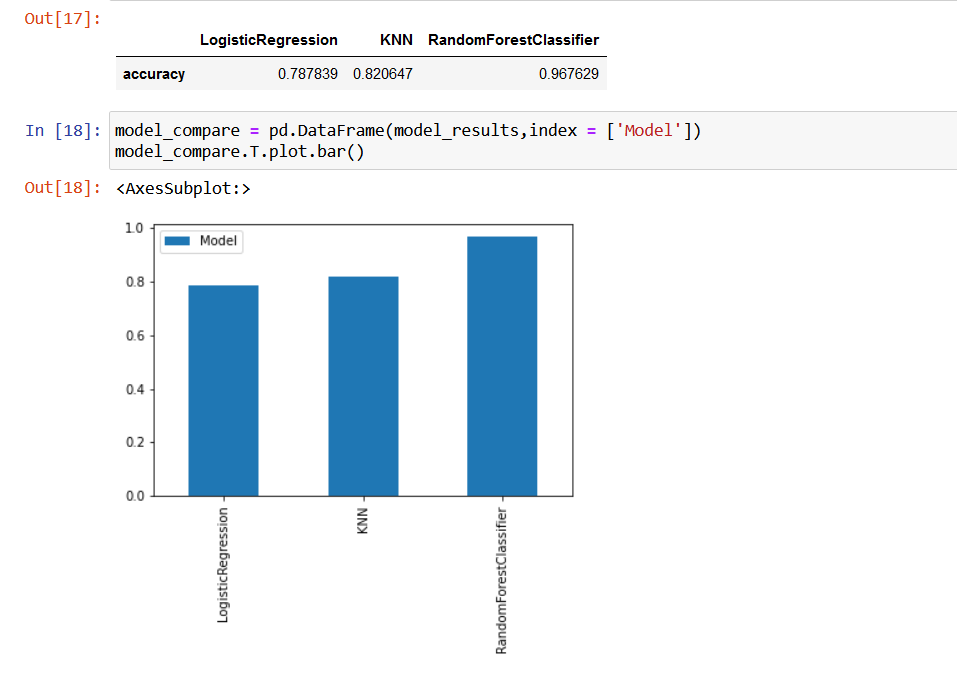 Out[17]:
LogisticRegression KNN RandomForestClassifier
accuracy 0.787839 0.820647 0.967629
In [18]: model_compare = pd.DataFrame(model_results,index = ['Model'])
model_compare.T.plot.bar()
Out[18]: <AxesSubplot:>
1.0
Model
0.8
0.6
0.4
0.2
0.0
LogisticRegression
KNN
RandomForestClassifier